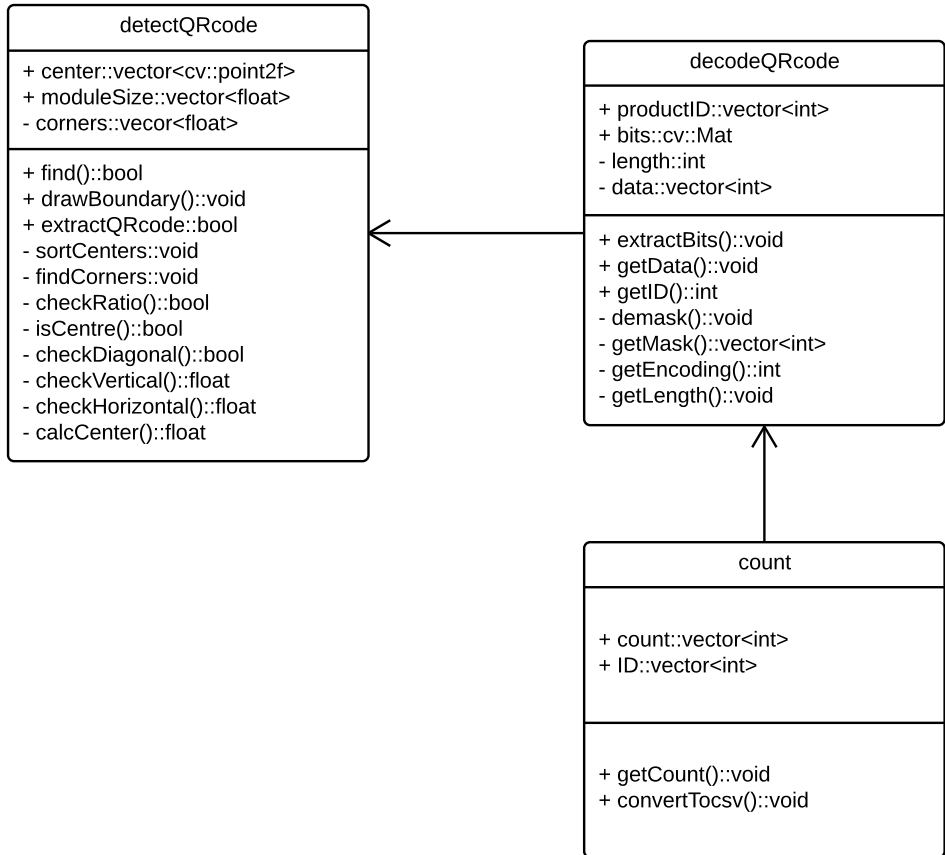 detectQRcode
+ center::vector<cv::point2f>
+ moduleSize::vector<float>
- corners::vecor<float>
+ find()::bool
+ drawBoundary()::void
+ extractQRcode::bool
- sortCenters::void
- findCorners::void
- checkRatio()::bool
- isCentre()::bool
- checkDiagonal()::bool
- checkVertical()::float
- checkHorizontal()::float
- calcCenter()::float
decodeQRcode
+ productID::vector<int>
+ bits::cv::Mat
- length::int
- data::vector<int>
+ extractBits()::void
+ getData()::void
+ getID()::int
- demask()::void
- getMask()::vector<int>
- getEncoding()::int
- getLength()::void
count
+ count::vector<int>
+ ID::vector<int>
+ getCount()::void
+ convertTocsv()::void